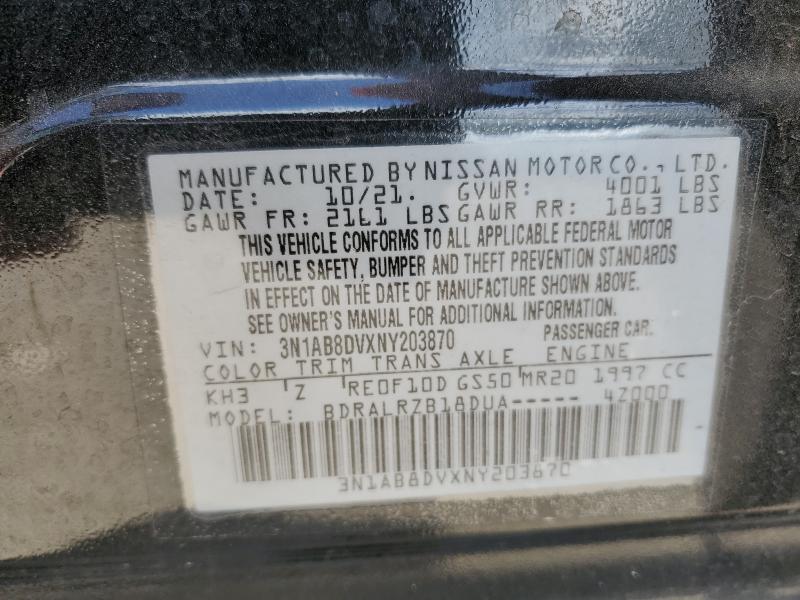 MANUFACTURED BY NISSAN MOTOR CO., LTD.
DATE: 10/21. GVWR: 4001 LBS
GAWR FR: 2161 LBS GAWR RR: 1863 LBS
THIS VEHICLE CONFORMS TO ALL APPLICABLE FEDERAL MOTOR
VEHICLE SAFETY, BUMPER AND THEFT PREVENTION STANDARDS
IN EFFECT ON THE DATE OF MANUFACTURE SHOWN ABOVE.
SEE OWNER'S MANUAL FOR ADDITIONAL INFORMATION.
VIN: 3N1AB8DVXNY203870 PASSENGER CAR.
COLOR TRIM TRANS AXLE ENGINE
KH3 Z RE0F10D GS50 MR20 1997 CC
MODEL: BDRALRZB18DUA----- 4Z000
3N1AB8DVXNY203870